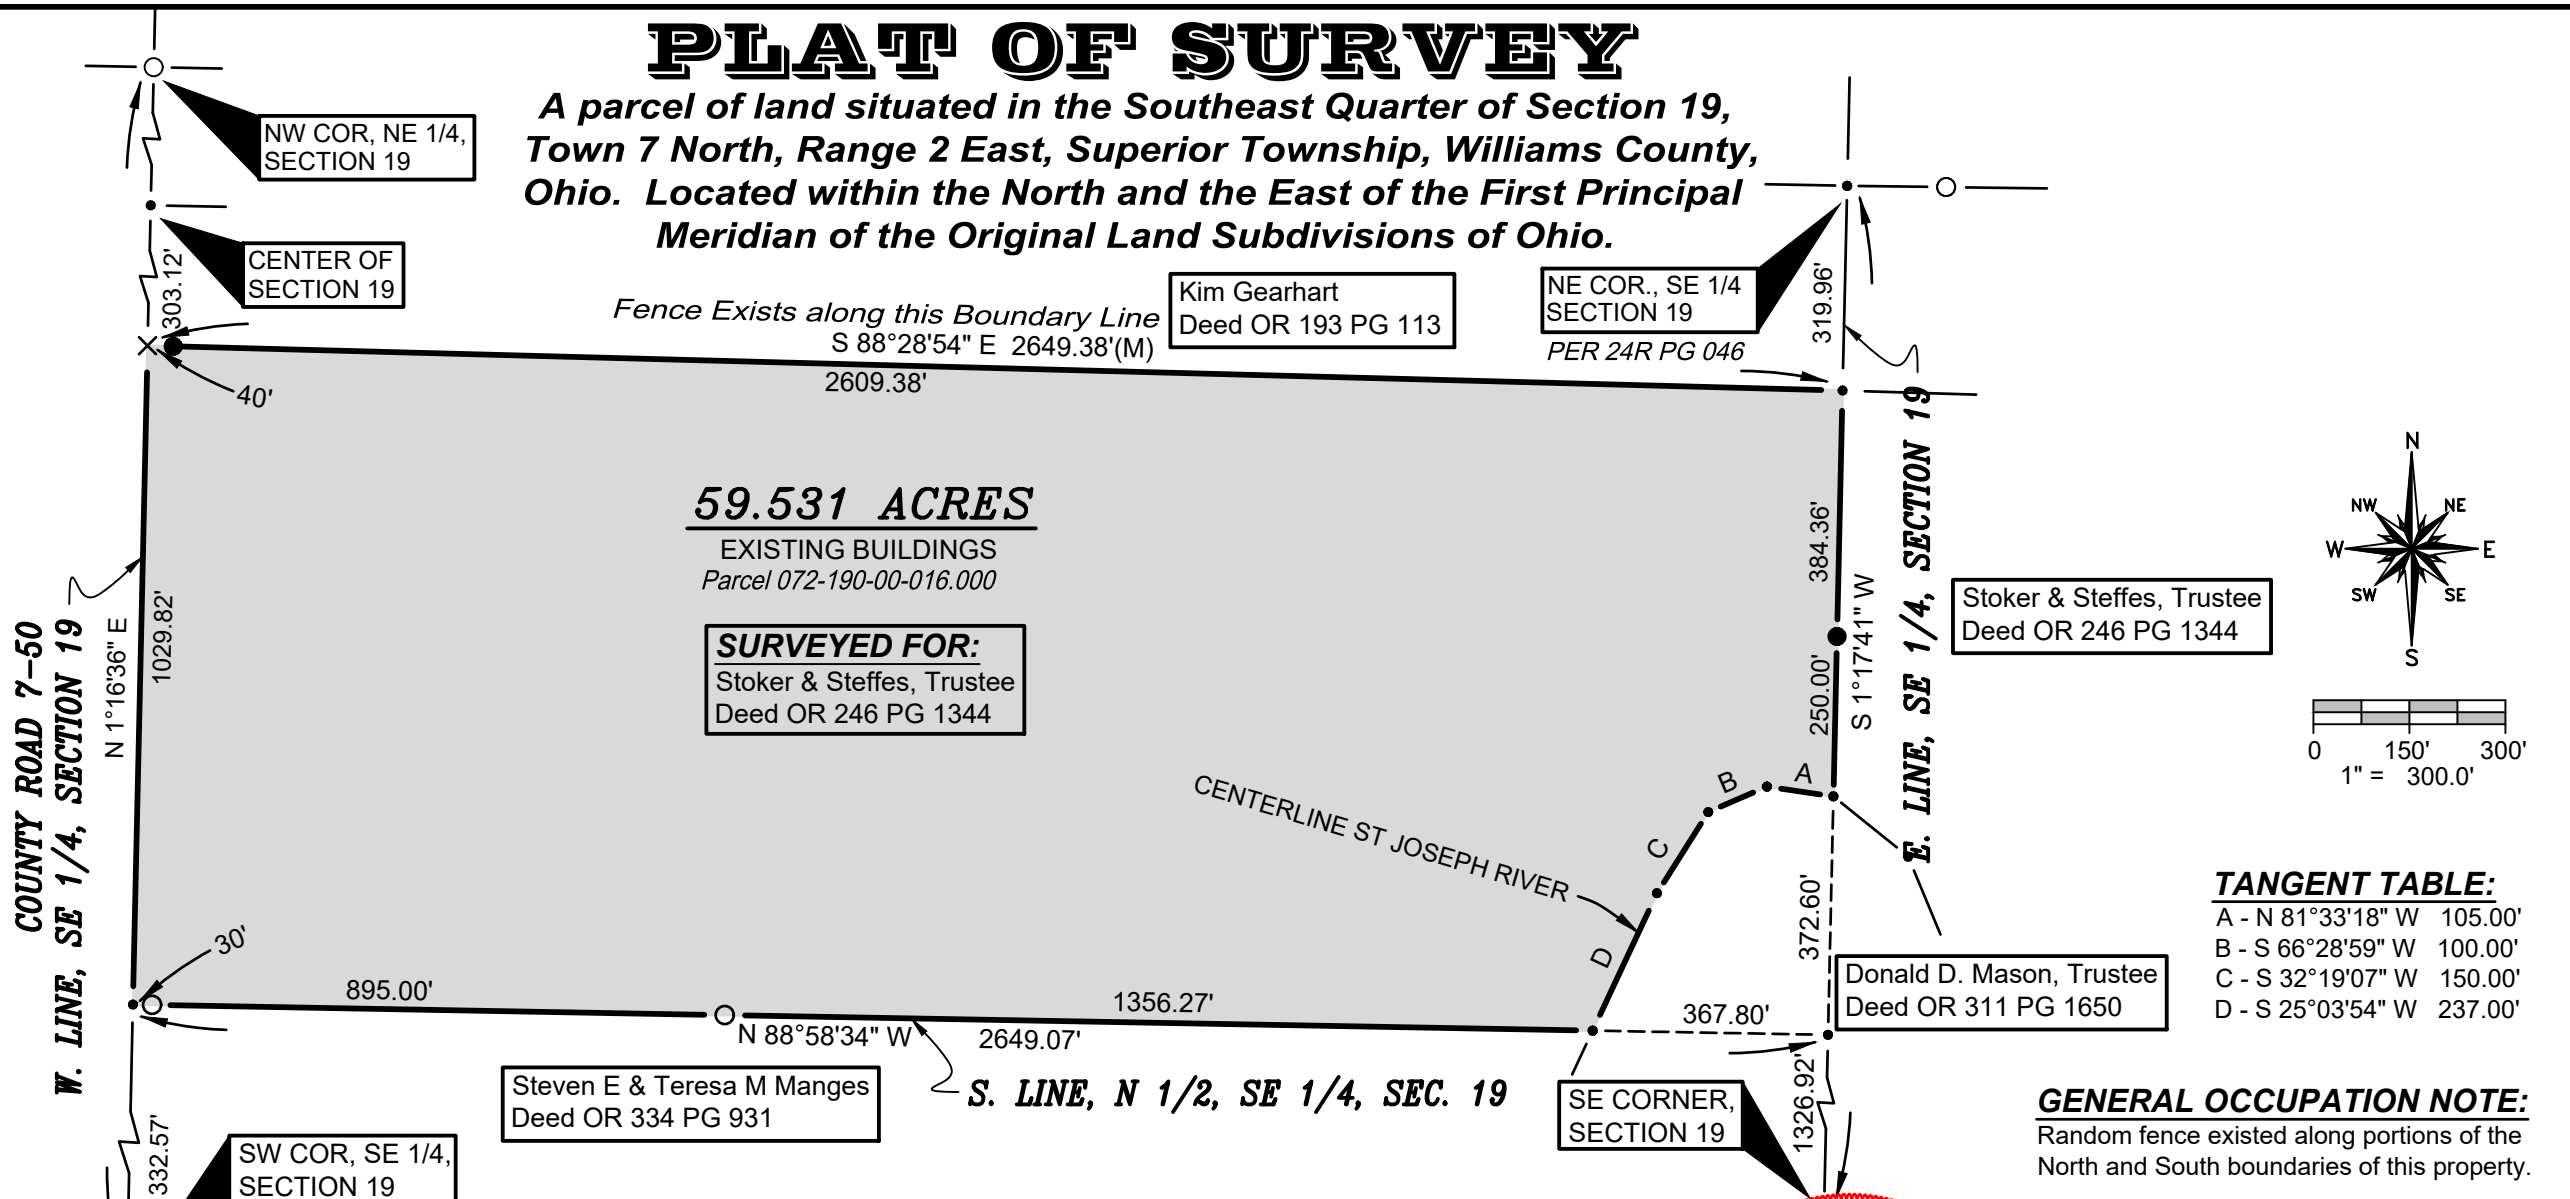 PLAT OF SURVEY
A parcel of land situated in the Southeast Quarter of Section 19,
Town 7 North, Range 2 East, Superior Township, Williams County,
Ohio. Located within the North and the East of the First Principal
Meridian of the Original Land Subdivisions of Ohio.
NW COR, NE 1/4,
SECTION 19
CENTER OF
SECTION 19
303.12'
Fence Exists along this Boundary Line
S 88°28'54" E 2649.38'(M)
2609.38'
Kim Gearhart
Deed OR 193 PG 113
NE COR., SE 1/4
SECTION 19
PER 24R PG 046
319.96'
40'
59.531 ACRES
EXISTING BUILDINGS
Parcel 072-190-00-016.000
SURVEYED FOR:
Stoker & Steffes, Trustee
Deed OR 246 PG 1344
COUNTY ROAD 7-50
W. LINE, SE 1/4, SECTION 19
N 1°16'36" E
1029.82'
384.36'
250.00'
S 1°17'41" W
E. LINE, SE 1/4, SECTION 19
Stoker & Steffes, Trustee
Deed OR 246 PG 1344
N
NW
NE
W
E
SW
SE
S
0 150' 300'
1" = 300.0'
CENTERLINE ST JOSEPH RIVER
A
B
C
D
372.60'
TANGENT TABLE:
A - N 81°33'18" W 105.00'
B - S 66°28'59" W 100.00'
C - S 32°19'07" W 150.00'
D - S 25°03'54" W 237.00'
Donald D. Mason, Trustee
Deed OR 311 PG 1650
30'
895.00'
1356.27'
367.80'
N 88°58'34" W 2649.07'
S. LINE, N 1/2, SE 1/4, SEC. 19
Steven E & Teresa M Manges
Deed OR 334 PG 931
SE CORNER,
SECTION 19
1326.92'
GENERAL OCCUPATION NOTE:
Random fence existed along portions of the
North and South boundaries of this property.
332.57'
SW COR, SE 1/4,
SECTION 19